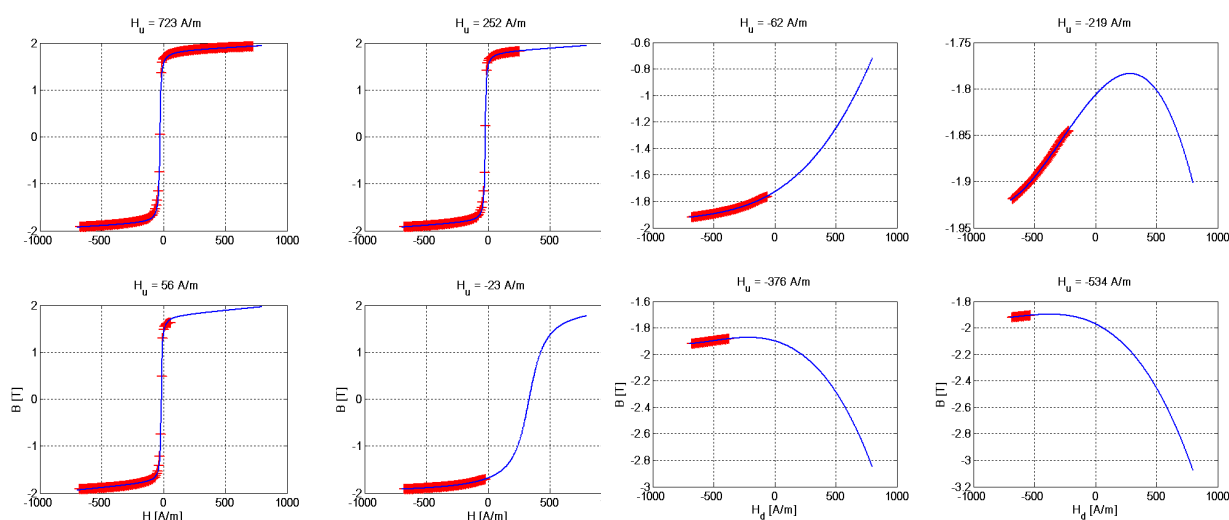 H_u = 723 A/m
2
1
0
-1
-2
-1000 -500 0 500 1000
H_u = 252 A/m
2
1
0
-1
-2
-1000 -500 0 500
H_u = -62 A/m
-0.6
-0.8
-1
-1.2
-1.4
-1.6
-1.8
-2
-1000 -500 0 500 1000
H_u = -219 A/m
-1.75
-1.8
-1.85
-1.9
-1.95
-1000 -500 0 500 1000
H_u = 56 A/m
2
1
0
-1
-2
B [T]
-1000 -500 0 500 1000
H [A/m]
H_u = -23 A/m
2
1
0
-1
-2
B [T]
-1000 -500 0 500
H [A/m]
H_u = -376 A/m
-1.6
-1.8
-2
-2.2
-2.4
-2.6
-2.8
-3
B [T]
-1000 -500 0 500 1000
H_d [A/m]
H_u = -534 A/m
-1.8
-2
-2.2
-2.4
-2.6
-2.8
-3
-3.2
B [T]
-1000 -500 0 500 1000
H_d [A/m]